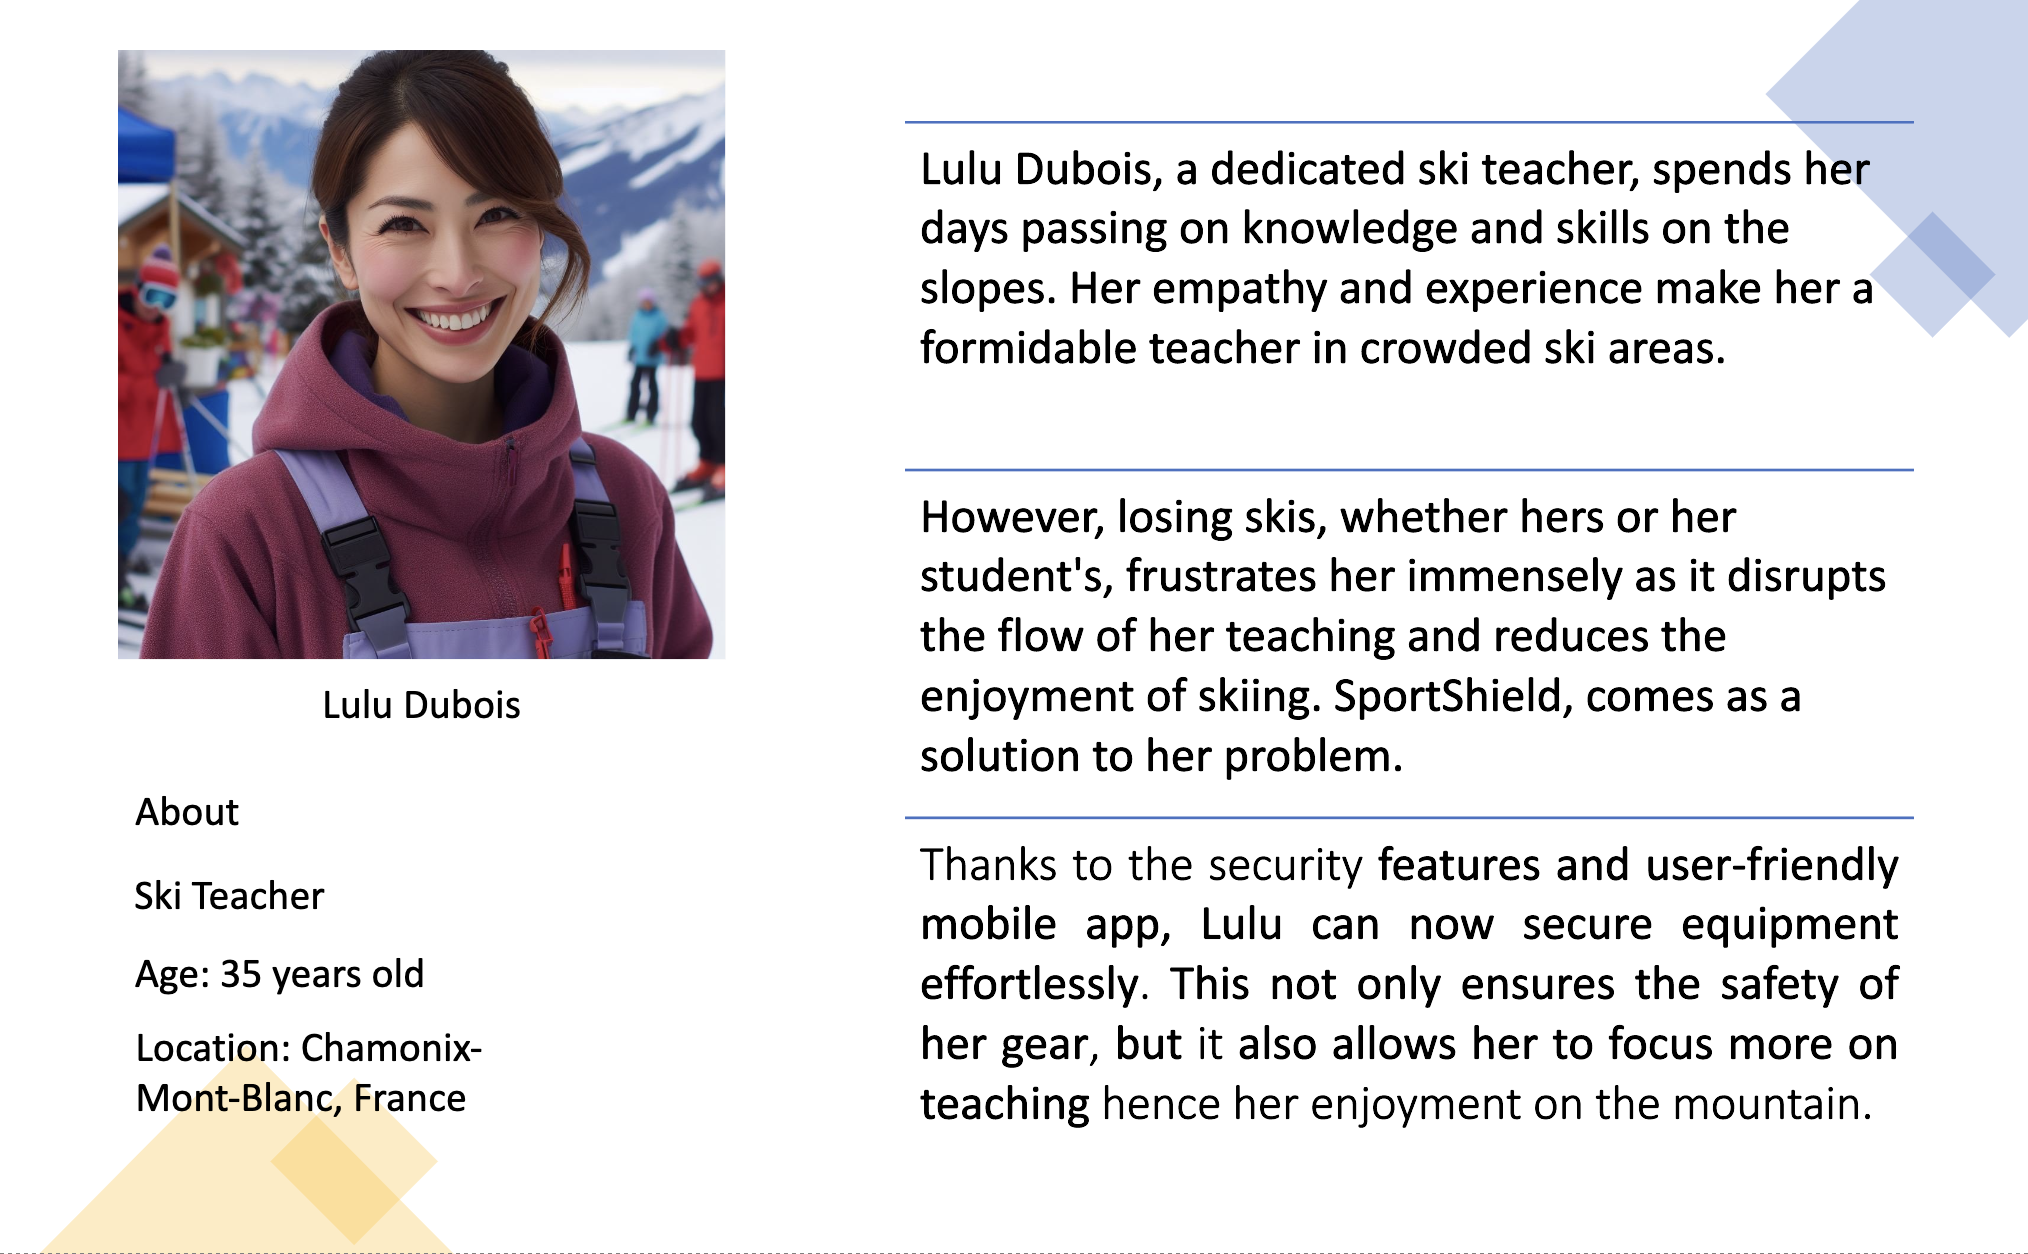 Lulu Dubois
About
Ski Teacher
Age: 35 years old
Location: Chamonix-
Mont-Blanc, France
Lulu Dubois, a dedicated ski teacher, spends her
days passing on knowledge and skills on the
slopes. Her empathy and experience make her a
formidable teacher in crowded ski areas.
However, losing skis, whether hers or her
student's, frustrates her immensely as it disrupts
the flow of her teaching and reduces the
enjoyment of skiing. SportShield, comes as a
solution to her problem.
Thanks to the security features and user-friendly
mobile app, Lulu can now secure equipment
effortlessly. This not only ensures the safety of
her gear, but it also allows her to focus more on
teaching hence her enjoyment on the mountain.